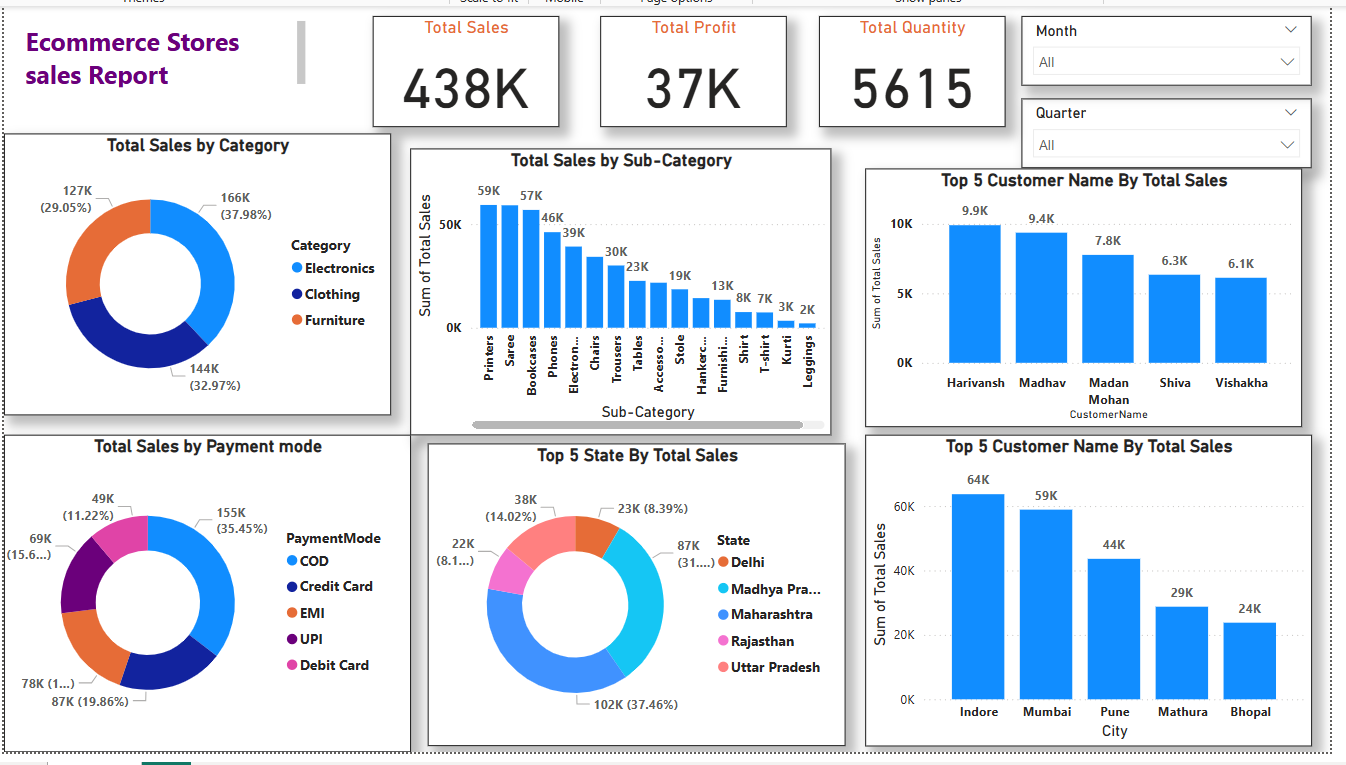 Ecommerce Stores
sales Report
Total Sales
438K
Total Profit
37K
Total Quantity
5615
Month
All
Quarter
All
Total Sales by Category
127K
(29.05%)
166K
(37.98%)
144K
(32.97%)
Category
Electronics
Clothing
Furniture
Total Sales by Sub-Category
Sum of Total Sales
50K
0K
59K
57K
46K
39K
30K
23K
19K
13K
8K
7K
3K
2K
Printers
Saree
Bookcases
Phones
Electron...
Chairs
Trousers
Tables
Accesso...
Stole
Hankerc...
Furnishi...
Shirt
T-shirt
Kurti
Leggings
Sub-Category
Top 5 Customer Name By Total Sales
Sum of Total Sales
10K
5K
0K
9.9K
9.4K
7.8K
6.3K
6.1K
Harivansh
Madhav
Madan
Mohan
Shiva
Vishakha
CustomerName
Total Sales by Payment mode
49K
(11.22%)
155K
(35.45%)
69K
(15.6...)
78K (1...)
87K (19.86%)
PaymentMode
COD
Credit Card
EMI
UPI
Debit Card
Top 5 State By Total Sales
38K
(14.02%)
23K (8.39%)
22K
(8.1...)
87K
(31....)
102K (37.46%)
State
Delhi
Madhya Pra...
Maharashtra
Rajasthan
Uttar Pradesh
Top 5 Customer Name By Total Sales
Sum of Total Sales
60K
40K
20K
0K
64K
59K
44K
29K
24K
Indore
Mumbai
Pune
Mathura
Bhopal
City